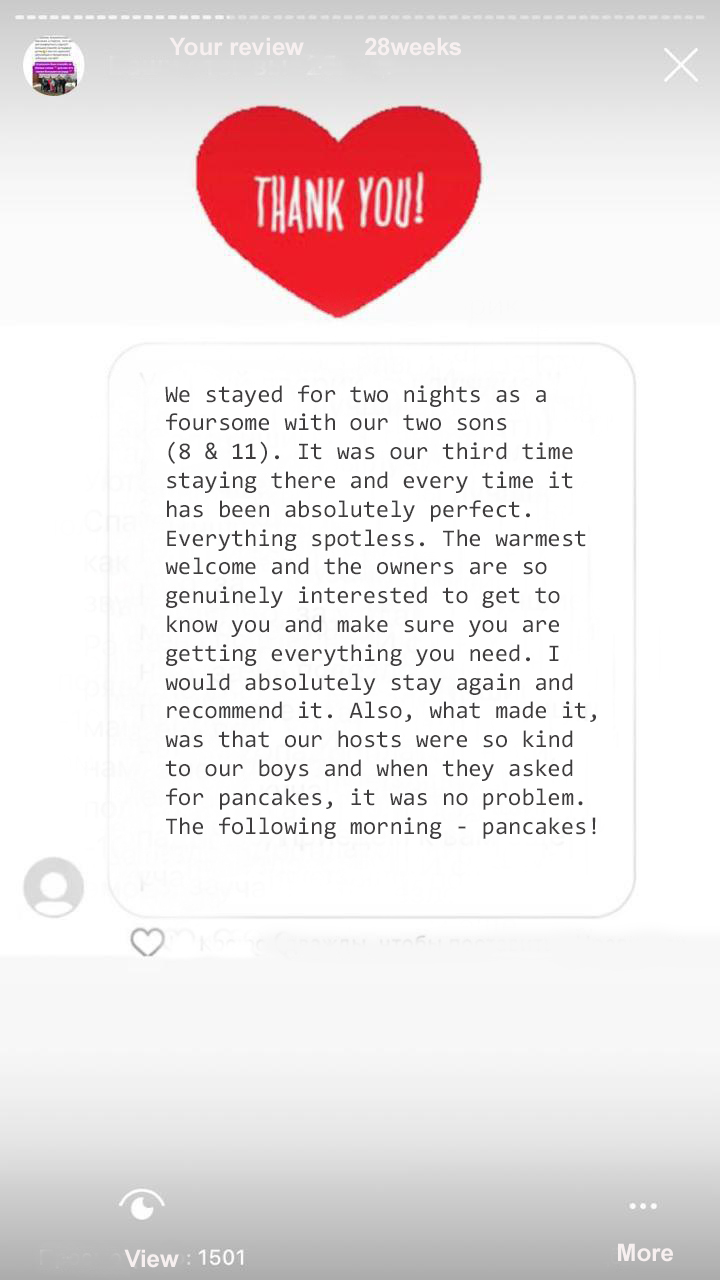 Your review 28weeks
THANK YOU!
We stayed for two nights as a
foursome with our two sons
(8 & 11). It was our third time
staying there and every time it
has been absolutely perfect.
Everything spotless. The warmest
welcome and the owners are so
genuinely interested to get to
know you and make sure you are
getting everything you need. I
would absolutely stay again and
recommend it. Also, what made it,
was that our hosts were so kind
to our boys and when they asked
for pancakes, it was no problem.
The following morning - pancakes!
View : 1501
More